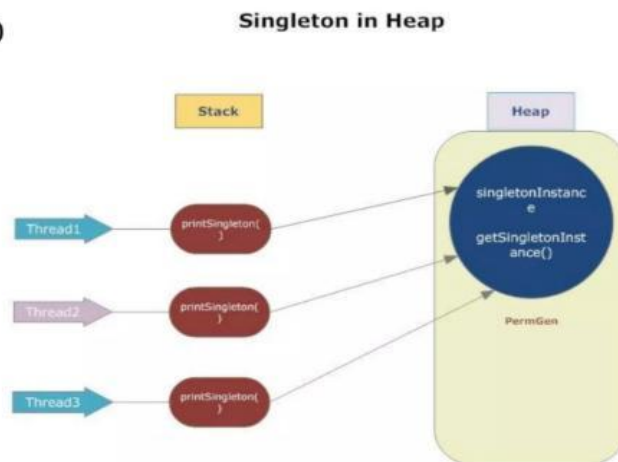 )
Singleton in Heap
Stack
Heap
singletonInstanc
e
getSingletonInst
ance()
Thread1
printSingleton(
)
Thread2
printSingleton(
)
PermGen
Thread3
printSingleton(
)